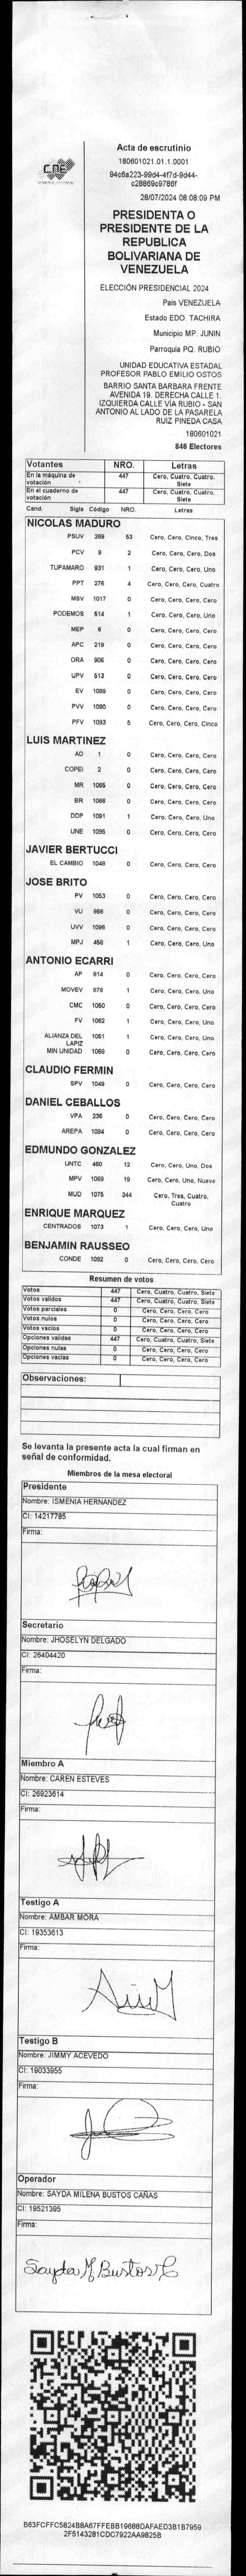 CNE
Acta de escrutinio
180601021.01.1.0001
94c6a223-99d4-4f7d-9d44-
c28869c9786f
28/07/2024 08:08:09 PM
PRESIDENTA O
PRESIDENTE DE LA
REPUBLICA
BOLIVARIANA DE
VENEZUELA
ELECCIÓN PRESIDENCIAL 2024
Pais VENEZUELA
Estado EDO. TACHIRA
Municipio MP. JUNIN
Parroquia PQ. RUBIO
UNIDAD EDUCATIVA ESTADAL
PROFESOR PABLO EMILIO OSTOS
BARRIO SANTA BARBARA FRENTE
AVENIDA 19. DERECHA CALLE 1.
IZQUIERDA CALLE VIA RUBIO - SAN
ANTONIO AL LADO DE LA PASARELA
RUIZ PINEDA CASA
180601021
846 Electores
Votantes NRO. Letras
En la máquina de votación 447 Cero, Cuatro, Cuatro, Siete
En el cuaderno de votación 447 Cero, Cuatro, Cuatro, Siete
Cand. Sigla Código NRO. Letras
NICOLAS MADURO
PSUV 269 53 Cero, Cero, Cinco, Tres
PCV 9 2 Cero, Cero, Cero, Dos
TUPAMARO 931 1 Cero, Cero, Cero, Uno
PPT 276 4 Cero, Cero, Cero, Cuatro
MSV 1017 0 Cero, Cero, Cero, Cero
PODEMOS 514 1 Cero, Cero, Cero, Uno
MEP 6 0 Cero, Cero, Cero, Cero
APC 219 0 Cero, Cero, Cero, Cero
ORA 906 0 Cero, Cero, Cero, Cero
UPV 513 0 Cero, Cero, Cero, Cero
EV 1089 0 Cero, Cero, Cero, Cero
PVV 1090 0 Cero, Cero, Cero, Cero
PFV 1093 5 Cero, Cero, Cero, Cinco
LUIS MARTINEZ
AD 1 0 Cero, Cero, Cero, Cero
COPEI 2 0 Cero, Cero, Cero, Cero
MR 1065 0 Cero, Cero, Cero, Cero
BR 1066 0 Cero, Cero, Cero, Cero
DDP 1091 1 Cero, Cero, Cero, Uno
UNE 1095 0 Cero, Cero, Cero, Cero
JAVIER BERTUCCI
EL CAMBIO 1048 0 Cero, Cero, Cero, Cero
JOSE BRITO
PV 1053 0 Cero, Cero, Cero, Cero
VU 868 0 Cero, Cero, Cero, Cero
UVV 1096 0 Cero, Cero, Cero, Cero
MPJ 458 1 Cero, Cero, Cero, Uno
ANTONIO ECARRI
AP 814 0 Cero, Cero, Cero, Cero
MOVEV 878 1 Cero, Cero, Cero, Uno
CMC 1050 0 Cero, Cero, Cero, Cero
FV 1062 1 Cero, Cero, Cero, Uno
ALIANZA DEL LAPIZ 1051 1 Cero, Cero, Cero, Uno
MIN UNIDAD 1068 0 Cero, Cero, Cero, Cero
CLAUDIO FERMIN
SPV 1049 0 Cero, Cero, Cero, Cero
DANIEL CEBALLOS
VPA 236 0 Cero, Cero, Cero, Cero
AREPA 1094 0 Cero, Cero, Cero, Cero
EDMUNDO GONZALEZ
UNTC 460 12 Cero, Cero, Uno, Dos
MPV 1069 19 Cero, Cero, Uno, Nueve
MUD 1075 344 Cero, Tres, Cuatro, Cuatro
ENRIQUE MARQUEZ
CENTRADOS 1073 1 Cero, Cero, Cero, Uno
BENJAMIN RAUSSEO
CONDE 1092 0 Cero, Cero, Cero, Cero
Resumen de votos
Votos 447 Cero, Cuatro, Cuatro, Siete
Votos validos 447 Cero, Cuatro, Cuatro, Siete
Votos parciales 0 Cero, Cero, Cero, Cero
Votos nulos 0 Cero, Cero, Cero, Cero
Votos vacios 0 Cero, Cero, Cero, Cero
Opciones validas 447 Cero, Cuatro, Cuatro, Siete
Opciones nulas 0 Cero, Cero, Cero, Cero
Opciones vacias 0 Cero, Cero, Cero, Cero
Observaciones:
Se levanta la presente acta la cual firman en
señal de conformidad.
Miembros de la mesa electoral
Presidente
Nombre: ISMENIA HERNANDEZ
CI: 14217785
Firma:
Secretario
Nombre: JHOSELYN DELGADO
CI: 26404420
Firma:
Miembro A
Nombre: CAREN ESTEVES
CI: 26923614
Firma:
Testigo A
Nombre: AMBAR MORA
CI: 19353613
Firma:
Testigo B
Nombre: JIMMY ACEVEDO
CI: 19033955
Firma:
Operador
Nombre: SAYDA MILENA BUSTOS CAÑAS
CI: 19521395
Firma:
Sayda M Bustos C
B63FCFFC5824B8A67FFEBB19688DAFAED3B1B7959
2F5143281CDC7922AA9825B